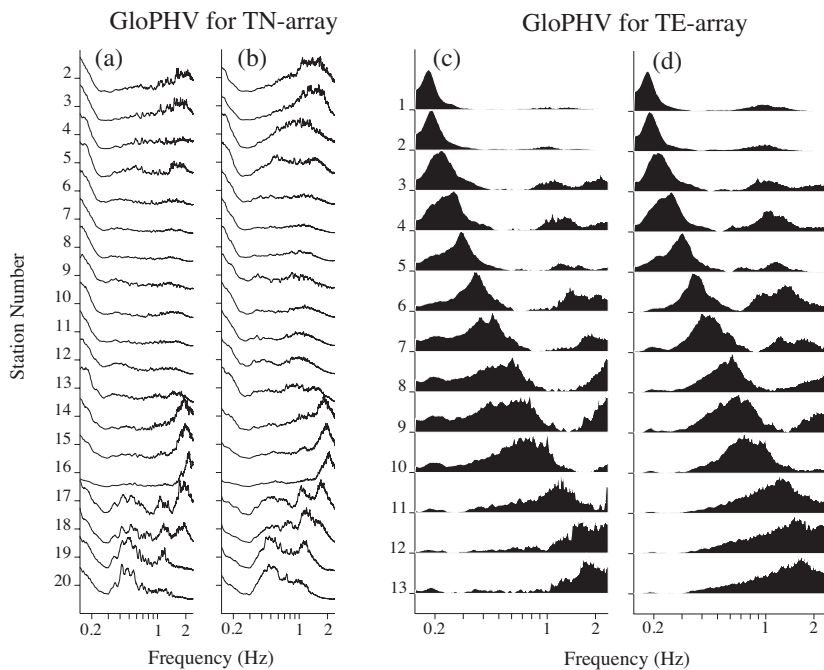 GloPHV for TN-array
GloPHV for TE-array
(a)
(b)
(c)
(d)
Station Number
2
3
4
5
6
7
8
9
10
11
12
13
14
15
16
17
18
19
20
1
2
3
4
5
6
7
8
9
10
11
12
13
0.2 1 2
0.2 1 2
0.2 1 2
0.2 1 2
Frequency (Hz)
Frequency (Hz)